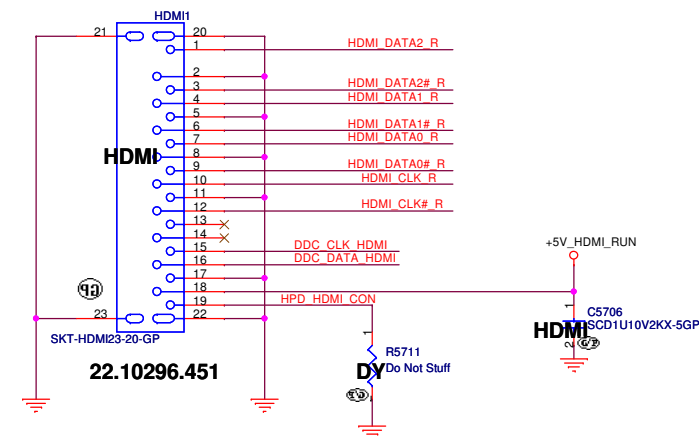 HDMI1
21
20
1
HDMI_DATA2_R
2
3
HDMI_DATA2#_R
4
HDMI_DATA1_R
5
6
HDMI_DATA1#_R
7
HDMI_DATA0_R
HDMI
8
9
HDMI_DATA0#_R
10
HDMI_CLK_R
11
12
HDMI_CLK#_R
13
14
15
DDC_CLK_HDMI
16
DDC_DATA_HDMI
17
18
19
HPD_HDMI_CON
GP
23
22
SKT-HDMI23-20-GP
22.10296.451
+5V_HDMI_RUN
1
C5706
HDMI
SCD1U10V2KX-5GP
2
GP
1
R5711
DY
Do Not Stuff
GP